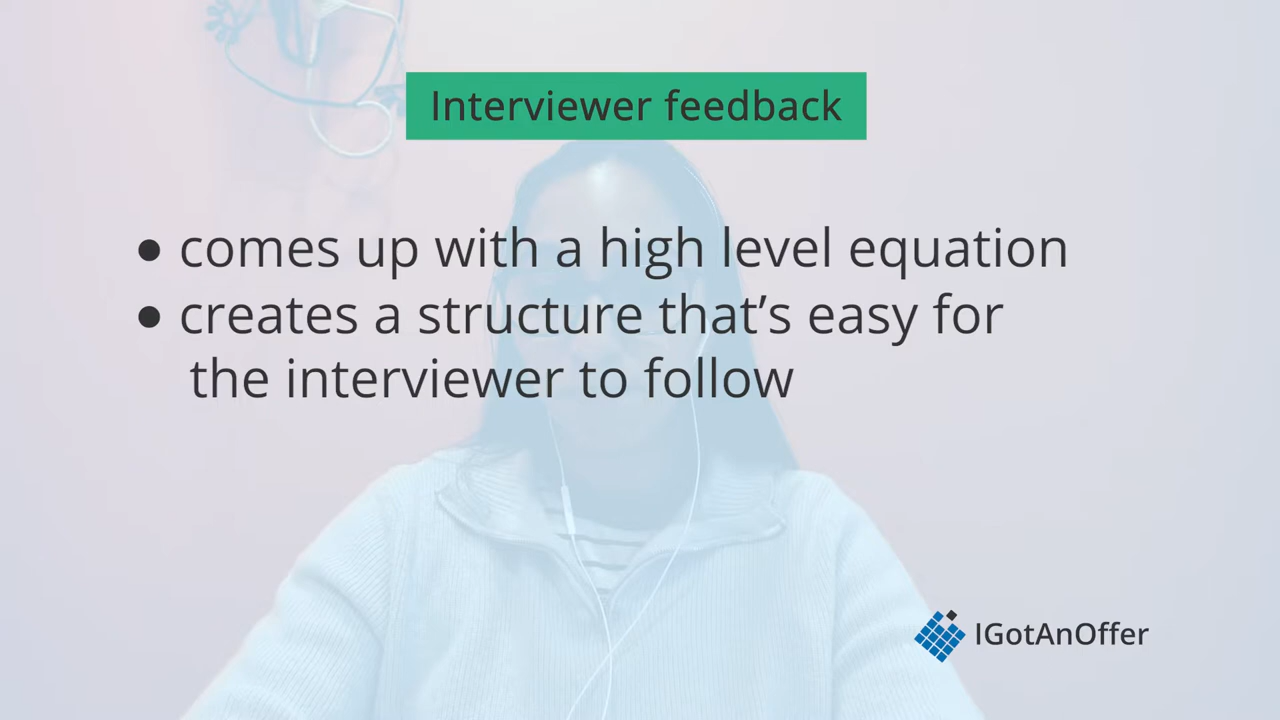 Interviewer feedback
● comes up with a high level equation
● creates a structure that’s easy for
the interviewer to follow
IGotAnOffer